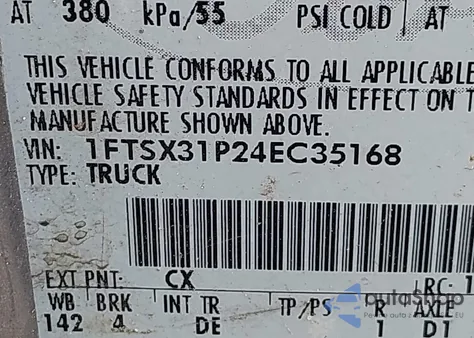 AT 380 kPa/55 PSI COLD AT
THIS VEHICLE CONFORMS TO ALL APPLICABLE
VEHICLE SAFETY STANDARDS IN EFFECT ON T
MANUFACTURE SHOWN ABOVE.
VIN: 1FTSX31P24EC35168
TYPE: TRUCK
EXT PNT: CX RC: 1
WB BRK INT TR TP/PS R AXLE
142 4 DE 1 D1